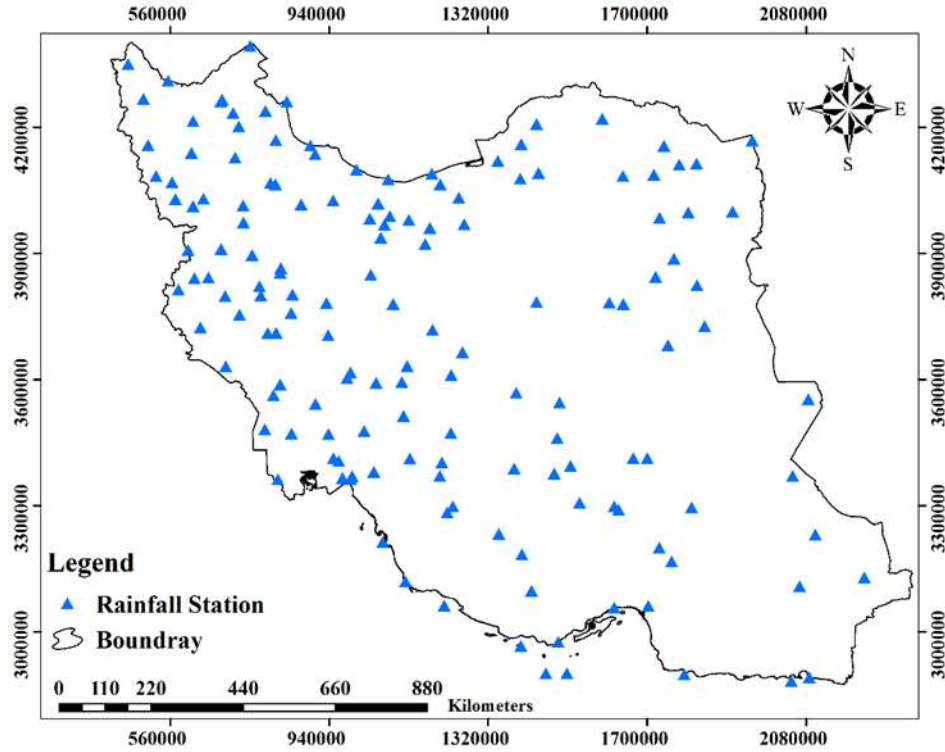 560000 940000 1320000 1700000 2080000
N
W E
S
4200000 4200000
3900000 3900000
3600000 3600000
3300000 3300000
3000000 3000000
Legend
Rainfall Station
Boundray
0 110 220 440 660 880 Kilometers
560000 940000 1320000 1700000 2080000